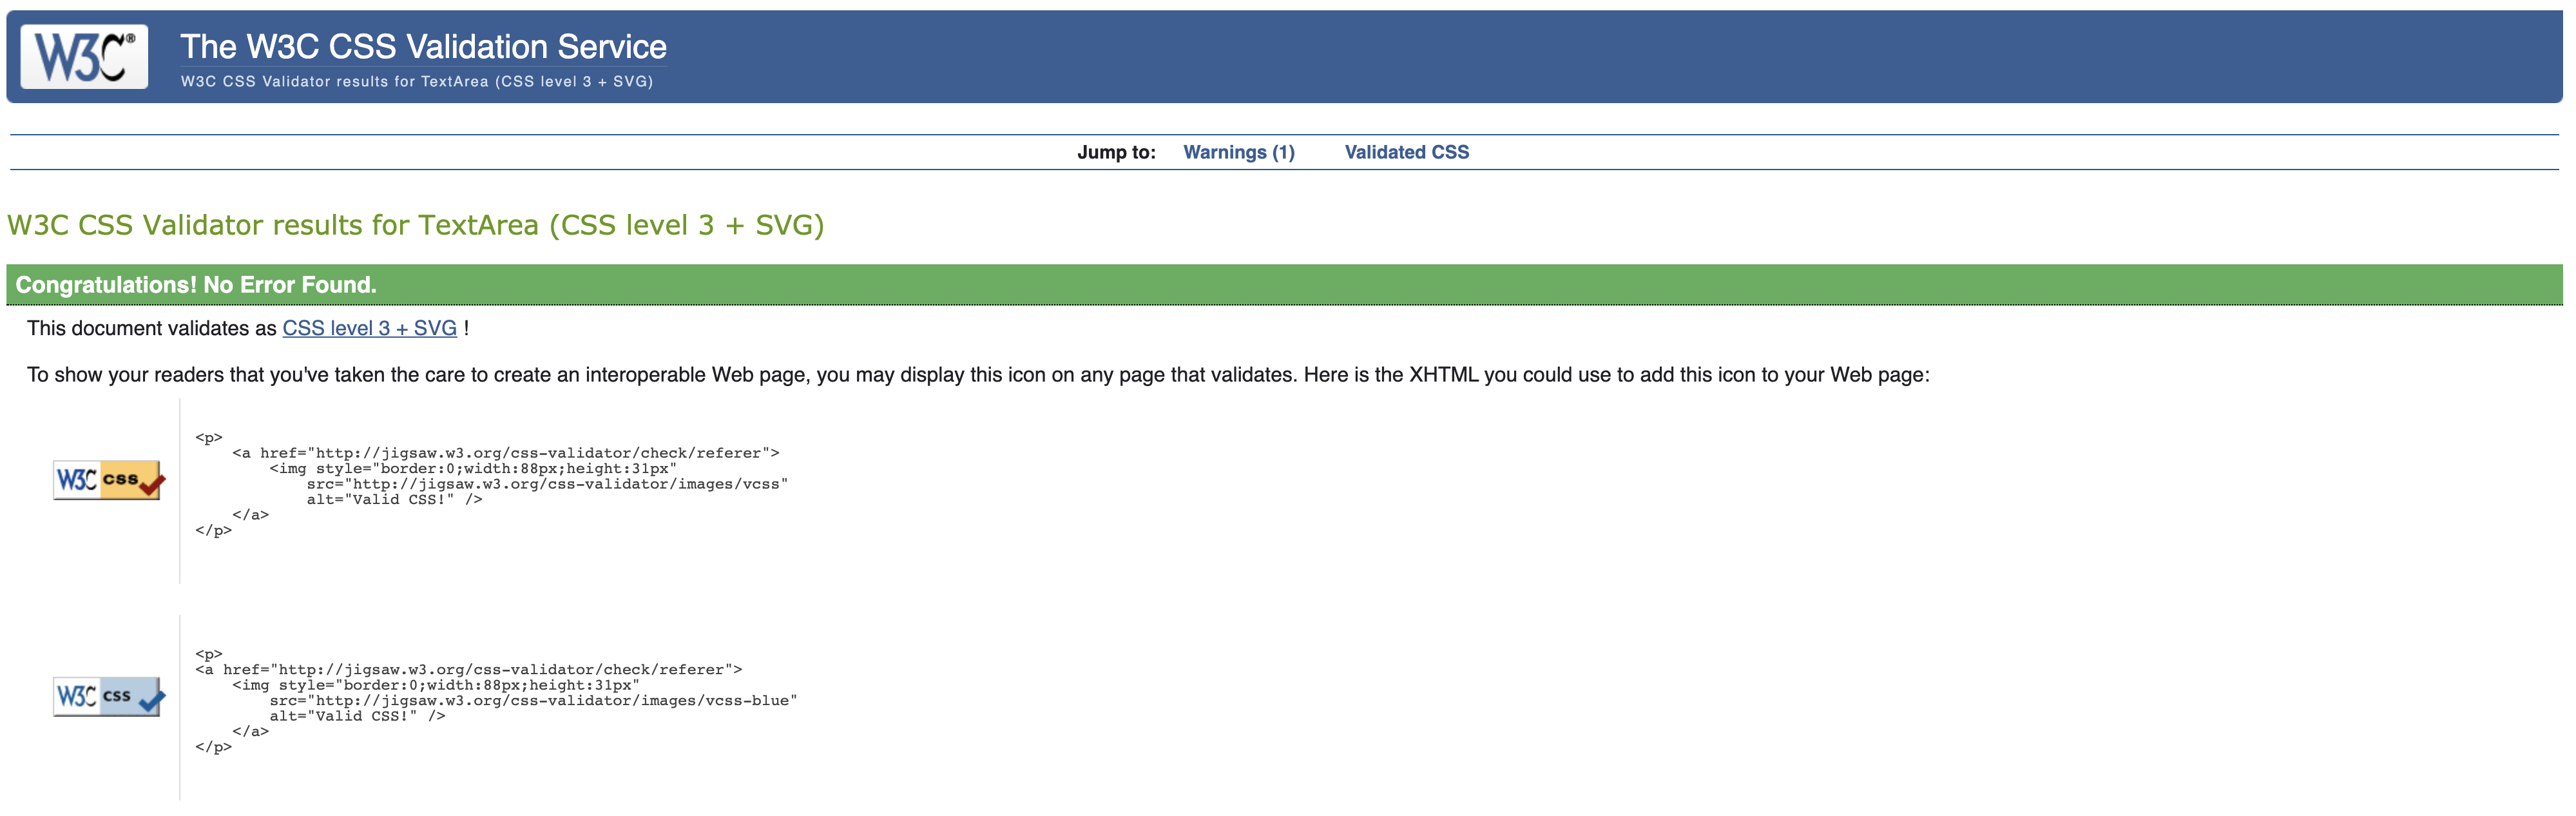 W3C®
The W3C CSS Validation Service
W3C CSS Validator results for TextArea (CSS level 3 + SVG)
Jump to: Warnings (1) Validated CSS
W3C CSS Validator results for TextArea (CSS level 3 + SVG)
Congratulations! No Error Found.
This document validates as CSS level 3 + SVG !
To show your readers that you've taken the care to create an interoperable Web page, you may display this icon on any page that validates. Here is the XHTML you could use to add this icon to your Web page:
W3C css
<p>
    <a href="http://jigsaw.w3.org/css-validator/check/referer">
        <img style="border:0;width:88px;height:31px"
            src="http://jigsaw.w3.org/css-validator/images/vcss"
            alt="Valid CSS!" />
    </a>
</p>
W3C css
<p>
<a href="http://jigsaw.w3.org/css-validator/check/referer">
    <img style="border:0;width:88px;height:31px"
        src="http://jigsaw.w3.org/css-validator/images/vcss-blue"
        alt="Valid CSS!" />
    </a>
</p>